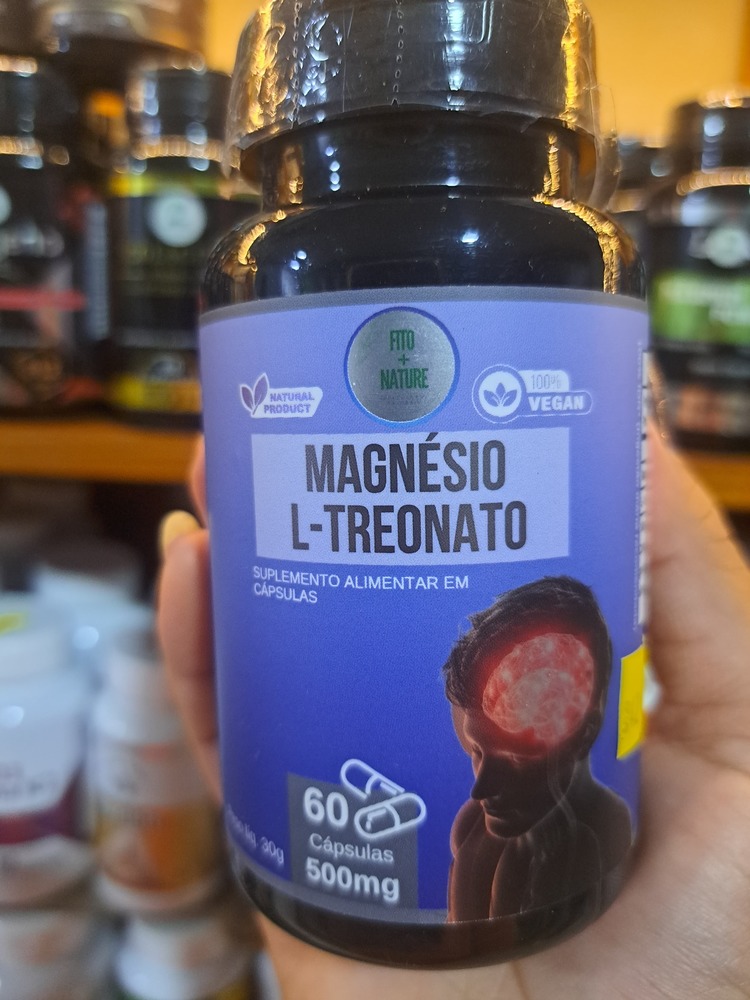 FITO
+
NATURE
NATURAL
PRODUCT
100%
VEGAN
MAGNÉSIO
L-TREONATO
SUPLEMENTO ALIMENTAR EM
CÁPSULAS
60
Cápsulas
500mg
30g